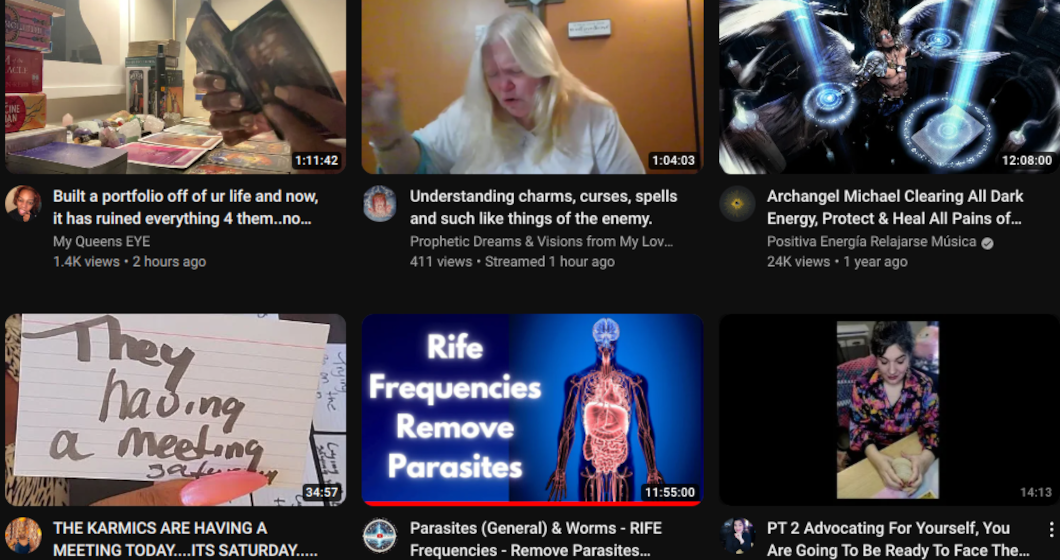 1:11:42
1:04:03
12:08:00
Built a portfolio off of ur life and now,
it has ruined everything 4 them..no...
My Queens EYE
1.4K views • 2 hours ago
Understanding charms, curses, spells
and such like things of the enemy.
Prophetic Dreams & Visions from My Lov...
411 views • Streamed 1 hour ago
Archangel Michael Clearing All Dark
Energy, Protect & Heal All Pains of...
Positiva Energía Relajarse Música
24K views • 1 year ago
They
having
a meeting
saturday
34:57
Rife
Frequencies
Remove
Parasites
11:55:00
14:13
THE KARMICS ARE HAVING A
MEETING TODAY....ITS SATURDAY.....
Parasites (General) & Worms - RIFE
Frequencies - Remove Parasites...
PT 2 Advocating For Yourself, You
Are Going To Be Ready To Face The...